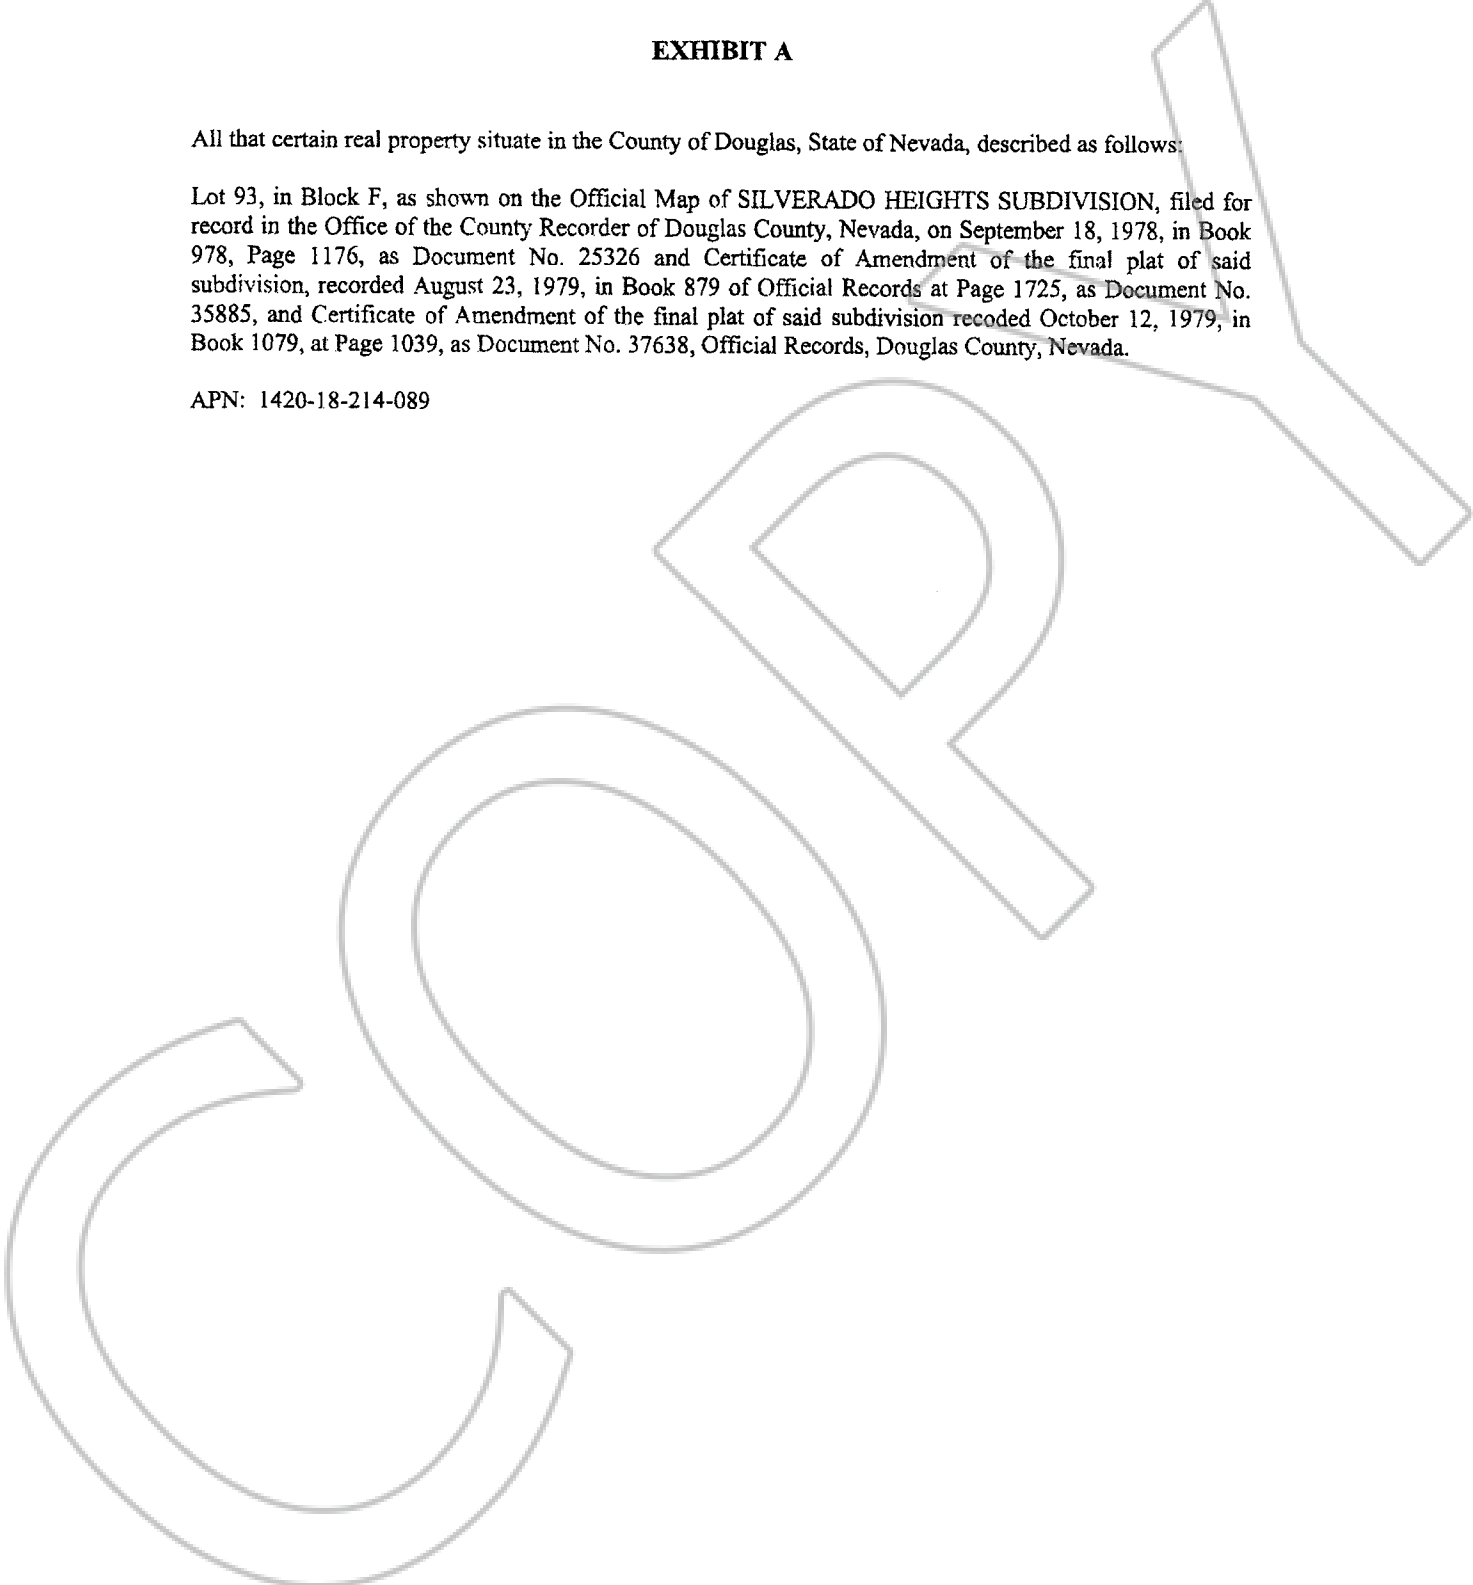 EXHIBIT A
All that certain real property situate in the County of Douglas, State of Nevada, described as follows:
Lot 93, in Block F, as shown on the Official Map of SILVERADO HEIGHTS SUBDIVISION, filed for
record in the Office of the County Recorder of Douglas County, Nevada, on September 18, 1978, in Book
978, Page 1176, as Document No. 25326 and Certificate of Amendment of the final plat of said
subdivision, recorded August 23, 1979, in Book 879 of Official Records at Page 1725, as Document No.
35885, and Certificate of Amendment of the final plat of said subdivision recoded October 12, 1979, in
Book 1079, at Page 1039, as Document No. 37638, Official Records, Douglas County, Nevada.
APN: 1420-18-214-089
COPY